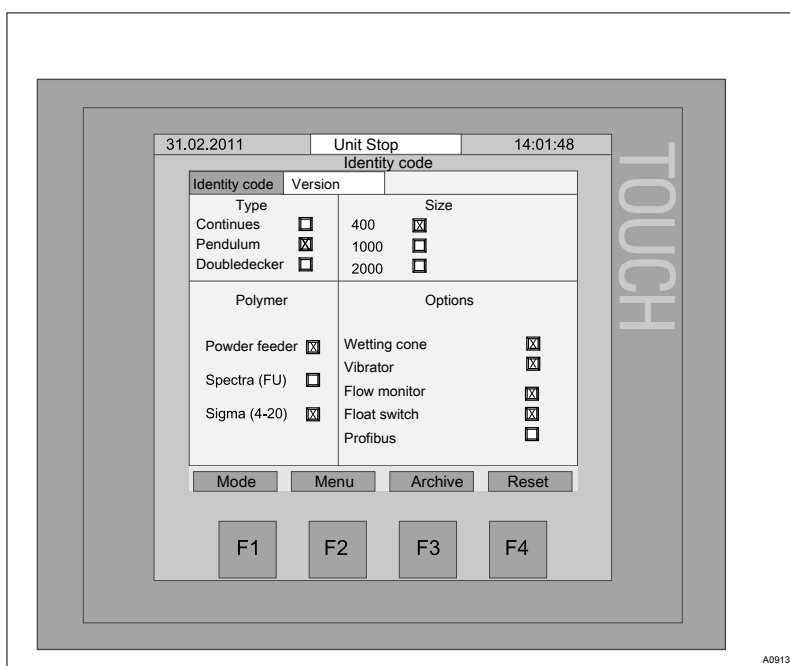 31.02.2011 Unit Stop 14:01:48
Identity code
Identity code Version
Type
Continues
Pendulum X
Doubledecker
Size
400 X
1000
2000
Polymer
Powder feeder X
Spectra (FU)
Sigma (4-20) X
Options
Wetting cone X
Vibrator X
Flow monitor X
Float switch X
Profibus
Mode Menu Archive Reset
F1 F2 F3 F4
TOUCH
A0913